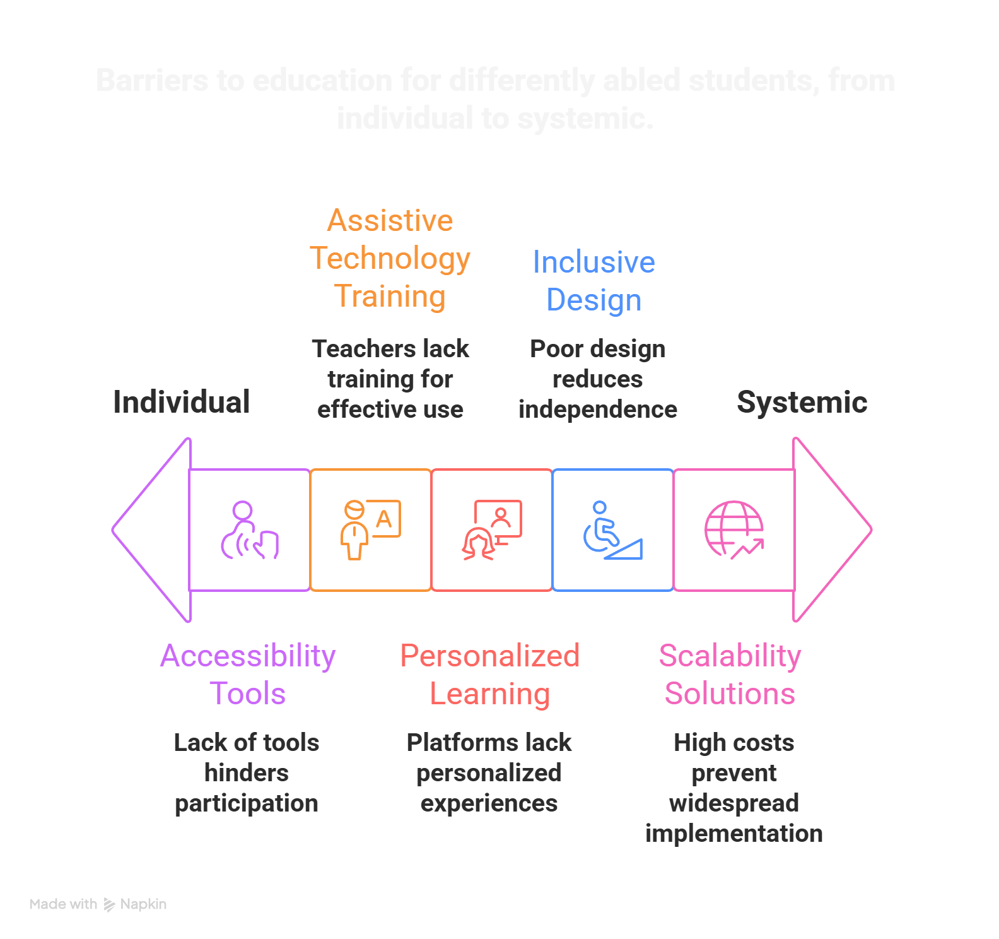 Barriers to education for differently abled students, from
individual to systemic.
Assistive
Technology
Training
Teachers lack
training for
effective use
Inclusive
Design
Poor design
reduces
independence
Individual
Systemic
A
Accessibility
Tools
Lack of tools
hinders
participation
Personalized
Learning
Platforms lack
personalized
experiences
Scalability
Solutions
High costs
prevent
widespread
implementation
Made with Napkin